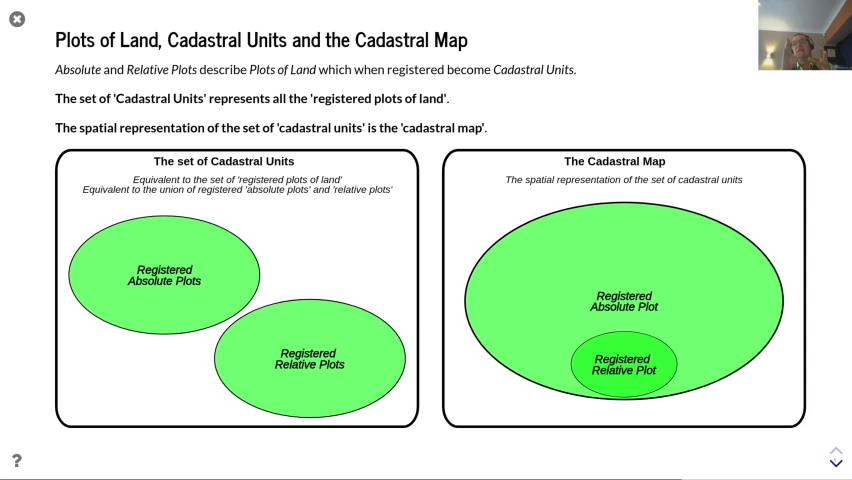 Plots of Land, Cadastral Units and the Cadastral Map
Absolute and Relative Plots describe Plots of Land which when registered become Cadastral Units.
The set of 'Cadastral Units' represents all the 'registered plots of land'.
The spatial representation of the set of 'cadastral units' is the 'cadastral map'.
The set of Cadastral Units
Equivalent to the set of 'registered plots of land'
Equivalent to the union of registered 'absolute plots' and 'relative plots'
Registered
Absolute Plots
Registered
Relative Plots
The Cadastral Map
The spatial representation of the set of cadastral units
Registered
Absolute Plot
Registered
Relative Plot
?